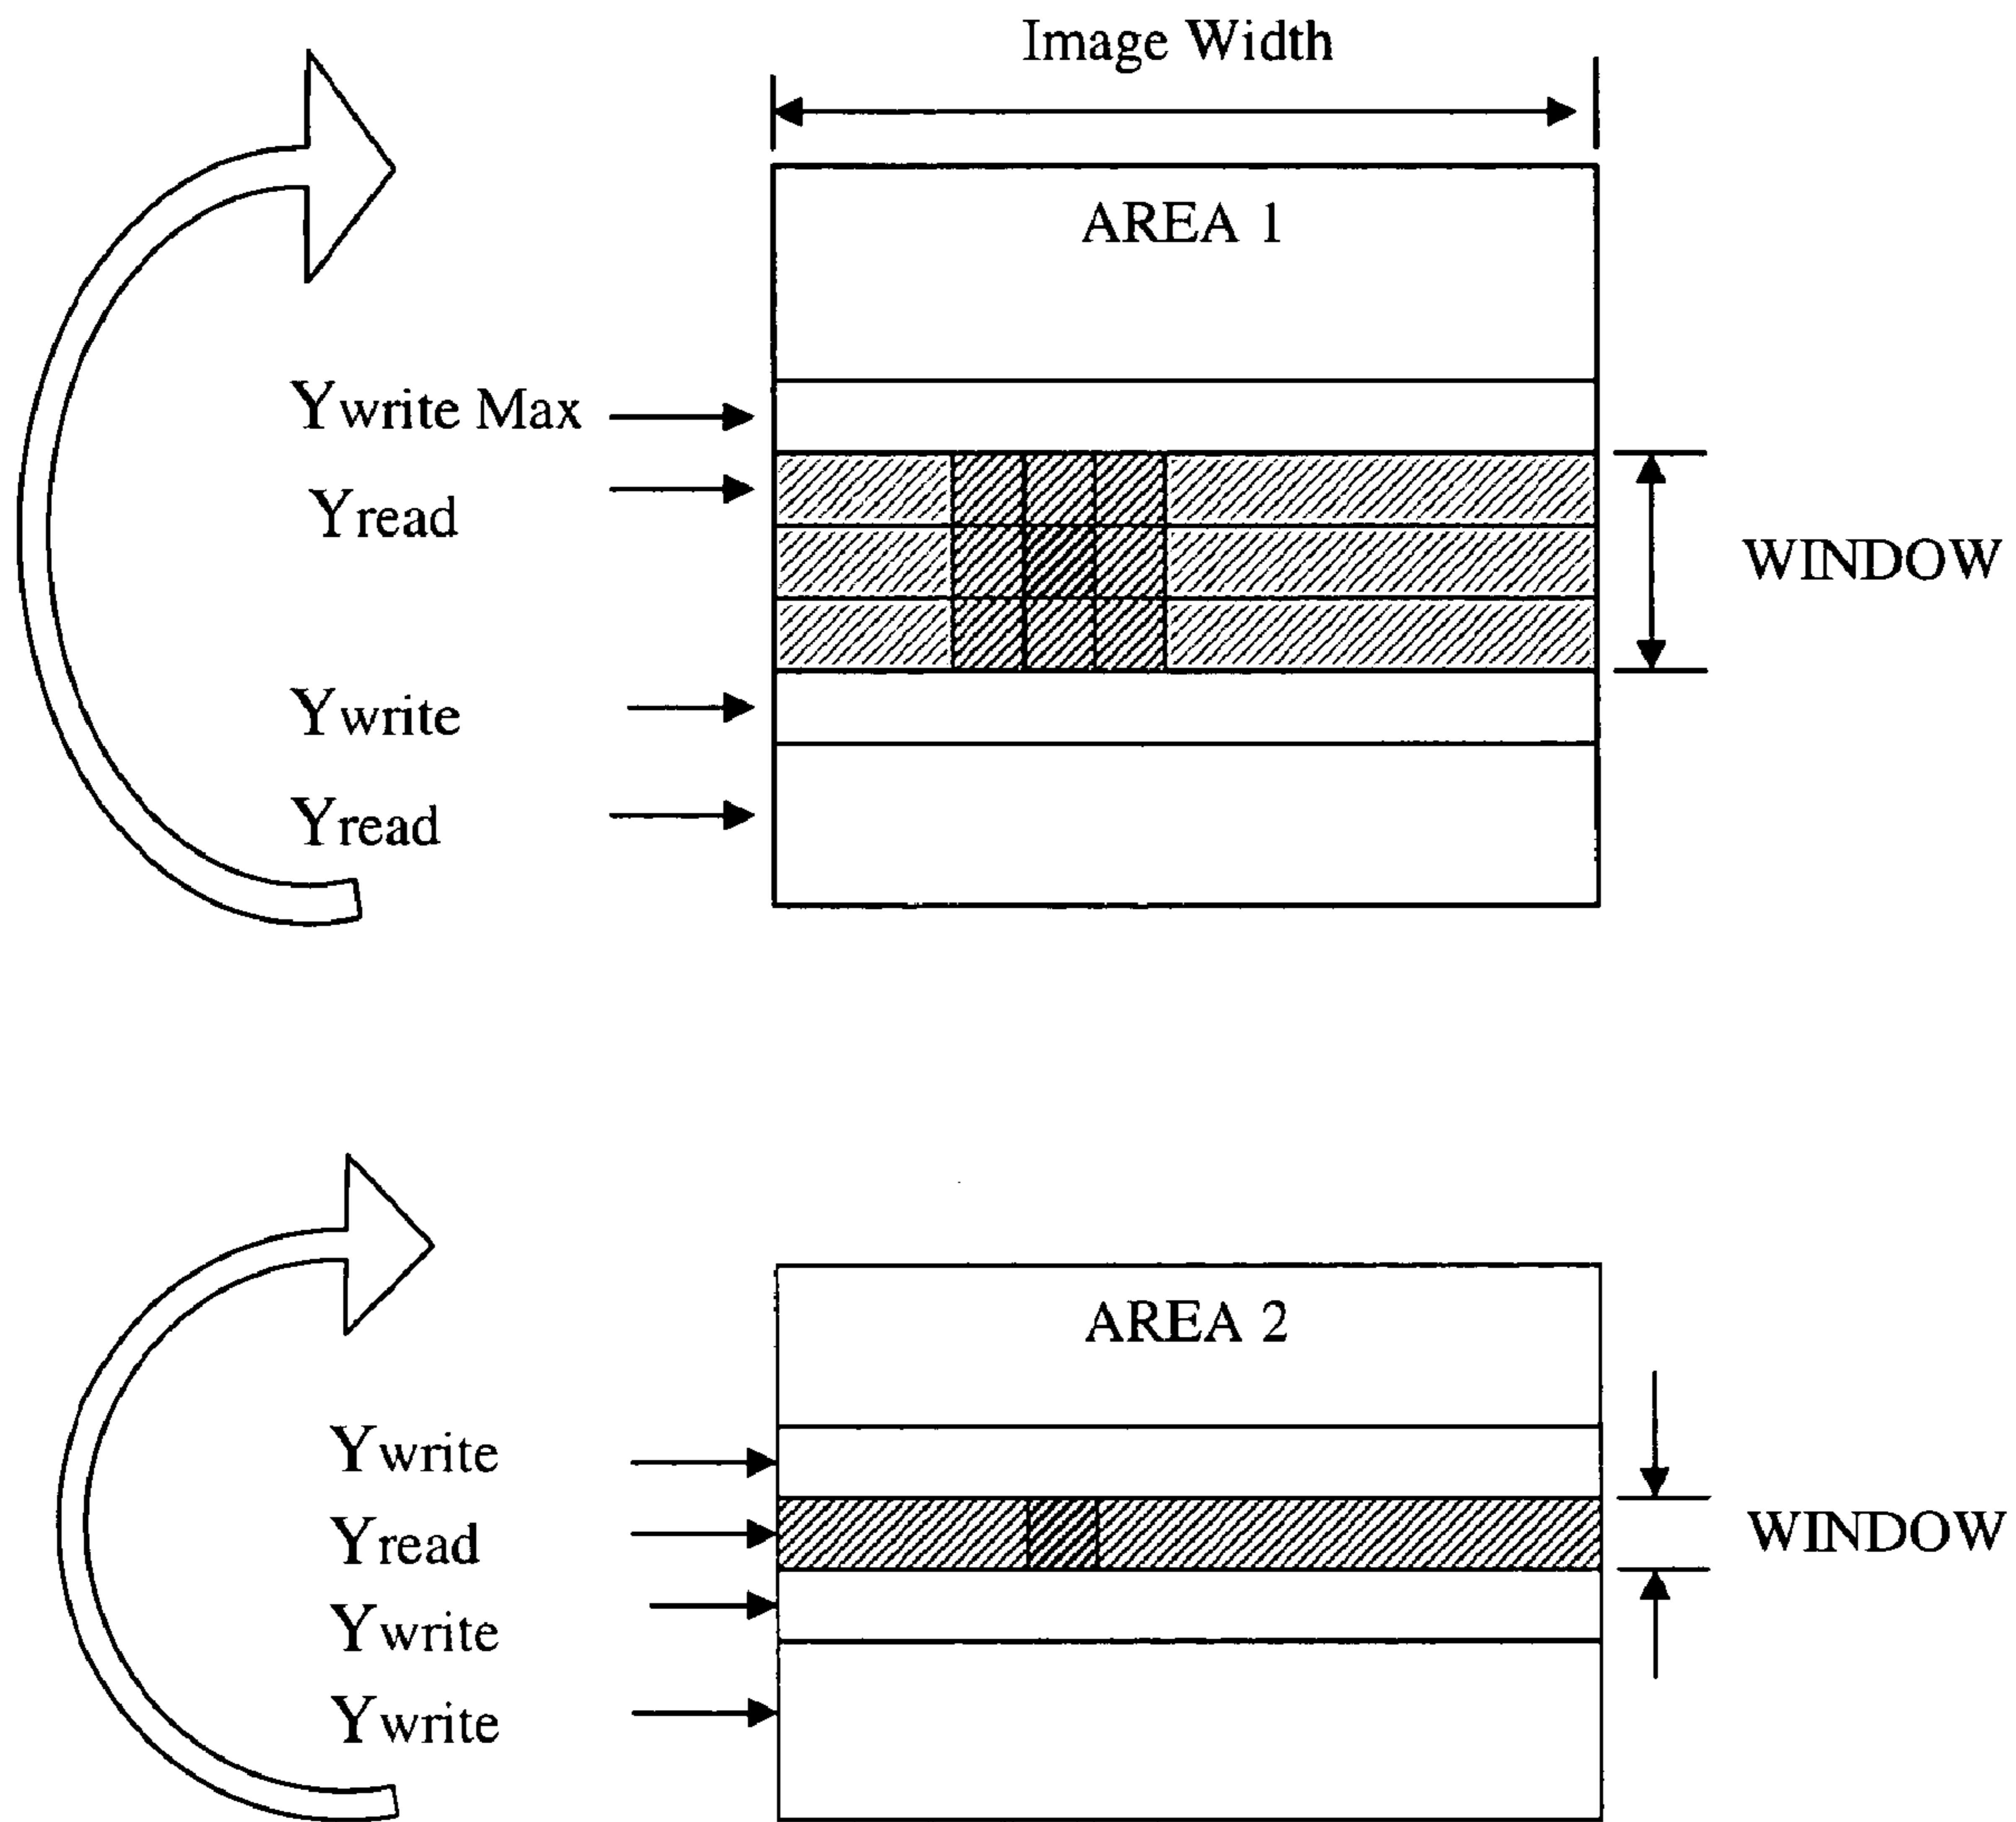 Image Width
AREA 1
Ywrite Max
Yread
WINDOW
Ywrite
Yread
AREA 2
Ywrite
Yread
WINDOW
Ywrite
Ywrite